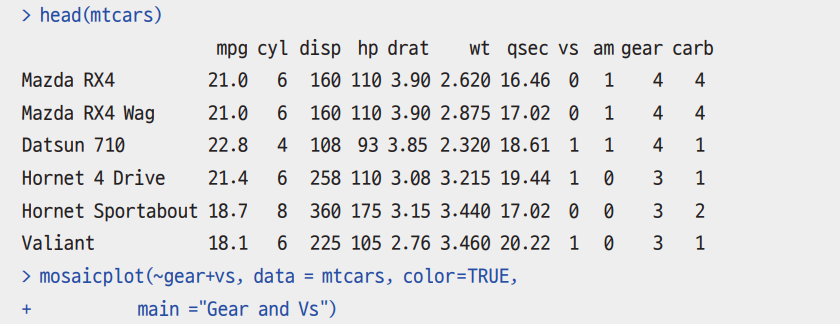 > head(mtcars)
mpg cyl disp hp drat wt qsec vs am gear carb
Mazda RX4 21.0 6 160 110 3.90 2.620 16.46 0 1 4 4
Mazda RX4 Wag 21.0 6 160 110 3.90 2.875 17.02 0 1 4 4
Datsun 710 22.8 4 108 93 3.85 2.320 18.61 1 1 4 1
Hornet 4 Drive 21.4 6 258 110 3.08 3.215 19.44 1 0 3 1
Hornet Sportabout 18.7 8 360 175 3.15 3.440 17.02 0 0 3 2
Valiant 18.1 6 225 105 2.76 3.460 20.22 1 0 3 1
> mosaicplot(~gear+vs, data = mtcars, color=TRUE,
+ main ="Gear and Vs")